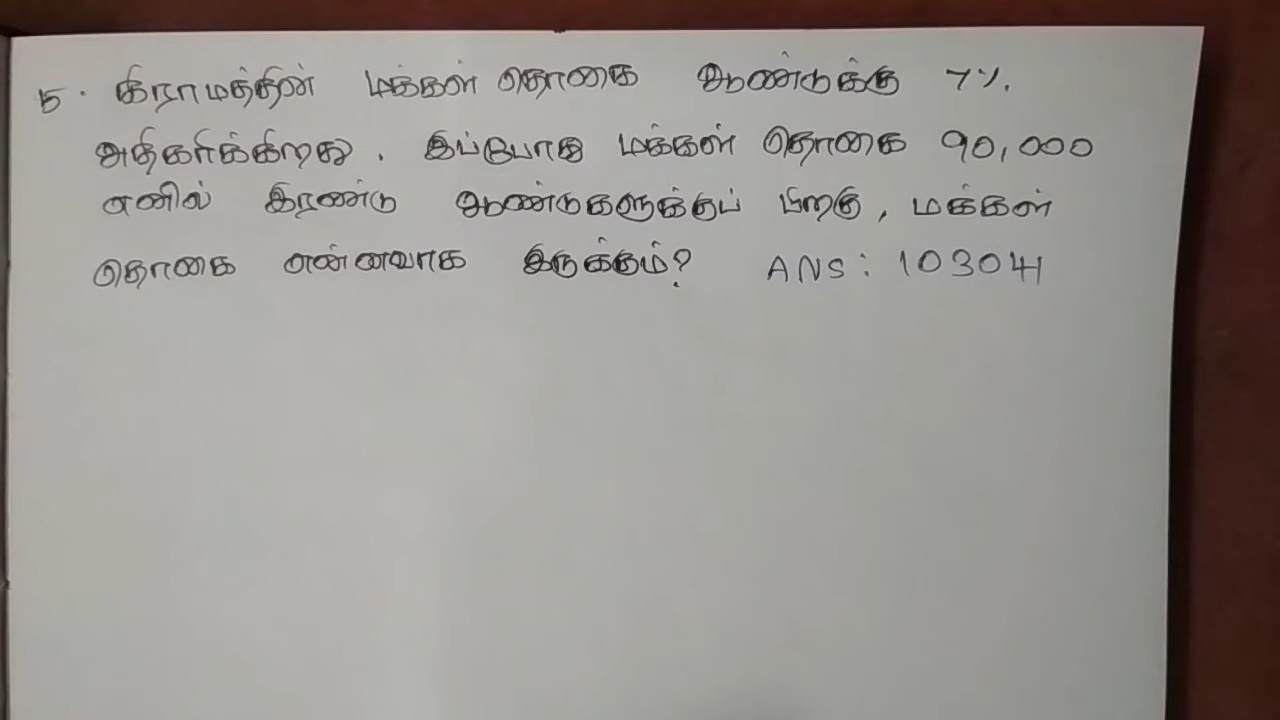 5. கிராமத்தின் மக்கள் தொகை ஆண்டுக்கு 7%.
அதிகரிக்கிறது. இப்போது மக்கள் தொகை 90,000
எனில் இரண்டு ஆண்டுகளுக்குப் பிறகு, மக்கள்
தொகை என்னவாக இருக்கும்? ANS: 103041